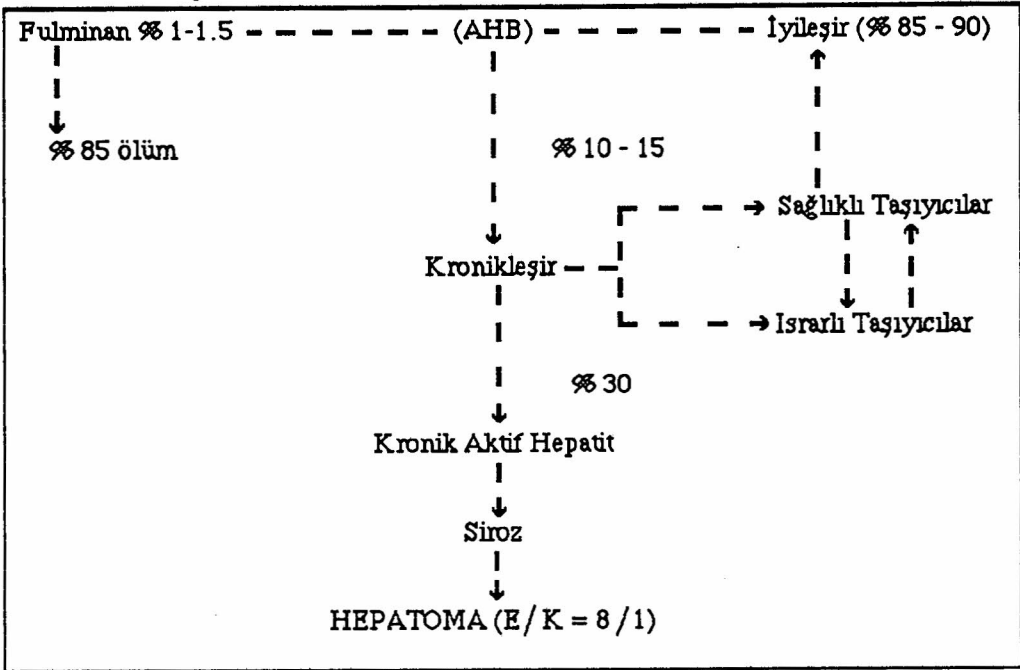 Fulminan % 1-1.5 (AHB) İyileşir (% 85 - 90)
% 85 ölüm
% 10 - 15
Sağlıklı Taşıyıcılar
Kronikleşir
Israrlı Taşıyıcılar
% 30
Kronik Aktif Hepatit
Siroz
HEPATOMA (E/K = 8/1)